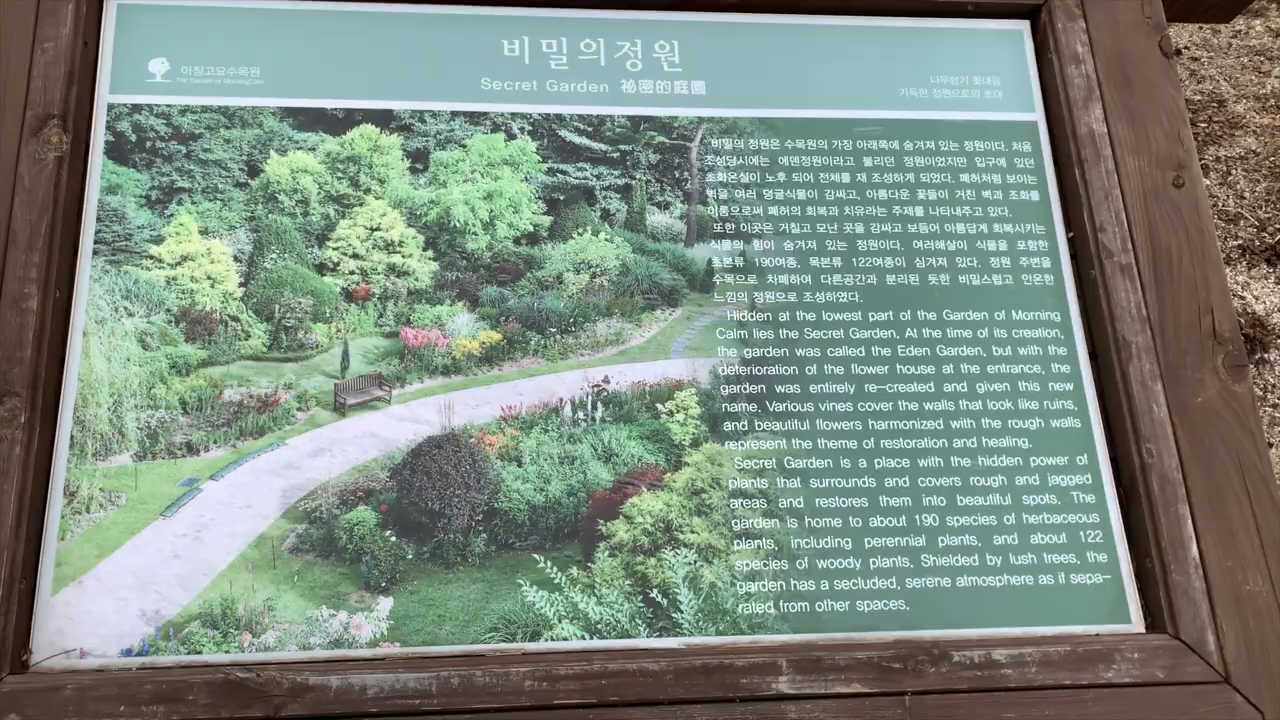 비밀의정원
아침고요수목원
The Garden of MorningCalm
Secret Garden 祕密的庭園
나무향기 꽃내음
가득한 정원으로의 초대
비밀의 정원은 수목원의 가장 아래쪽에 숨겨져 있는 정원이다. 처음
조성당시에는 에덴정원이라고 불리던 정원이었지만 입구에 있던
조화온실이 노후 되어 전체를 재 조성하게 되었다. 폐허처럼 보이는
벽을 여러 덩굴식물이 감싸고, 아름다운 꽃들이 거친 벽과 조화를
이룸으로써 폐허의 회복과 치유라는 주제를 나타내주고 있다.
또한 이곳은 거칠고 모난 곳을 감싸고 보듬어 아름답게 회복시키는
식물의 힘이 숨겨져 있는 정원이다. 여러해살이 식물을 포함한
초본류 190여종, 목본류 122여종이 심겨져 있다. 정원 주변을
수목으로 차폐하여 다른공간과 분리된 듯한 비밀스럽고 안온한
느낌의 정원으로 조성하였다.
Hidden at the lowest part of the Garden of Morning
Calm lies the Secret Garden. At the time of its creation,
the garden was called the Eden Garden, but with the
deterioration of the flower house at the entrance, the
garden was entirely re-created and given this new
name. Various vines cover the walls that look like ruins,
and beautiful flowers harmonized with the rough walls
represent the theme of restoration and healing.
Secret Garden is a place with the hidden power of
plants that surrounds and covers rough and jagged
areas and restores them into beautiful spots. The
garden is home to about 190 species of herbaceous
plants, including perennial plants, and about 122
species of woody plants. Shielded by lush trees, the
garden has a secluded, serene atmosphere as if sepa-
rated from other spaces.